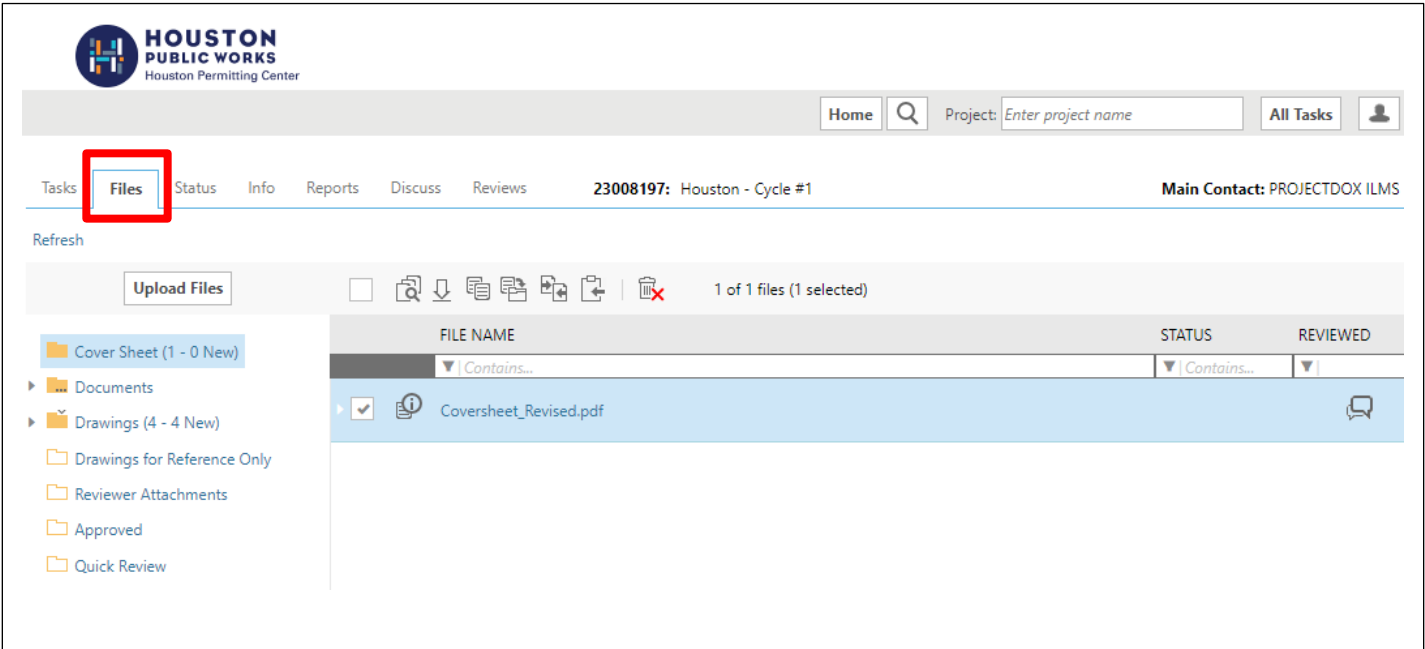 HOUSTON
PUBLIC WORKS
Houston Permitting Center
Home Project: Enter project name All Tasks
Tasks Files Status Info Reports Discuss Reviews 23008197: Houston - Cycle #1 Main Contact: PROJECTDOX ILMS
Refresh
Upload Files 1 of 1 files (1 selected)
FILE NAME STATUS REVIEWED
Contains... Contains...
Cover Sheet (1 - 0 New)
Documents
Drawings (4 - 4 New)
Drawings for Reference Only
Reviewer Attachments
Approved
Quick Review
Coversheet_Revised.pdf